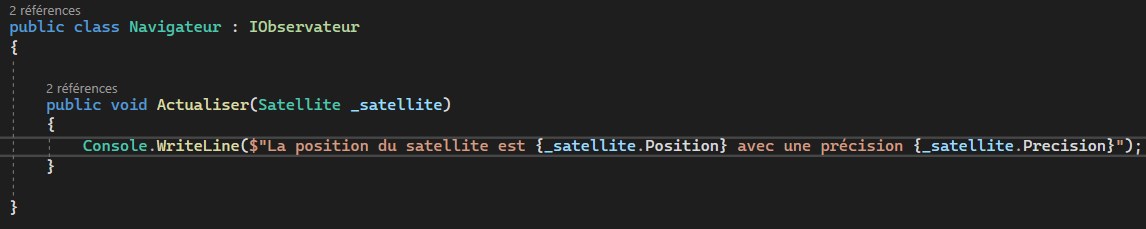 2 références
public class Navigateur : IObservateur
{
2 références
public void Actualiser(Satellite _satellite)
{
Console.WriteLine($"La position du satellite est {_satellite.Position} avec une précision {_satellite.Precision}");
}
}